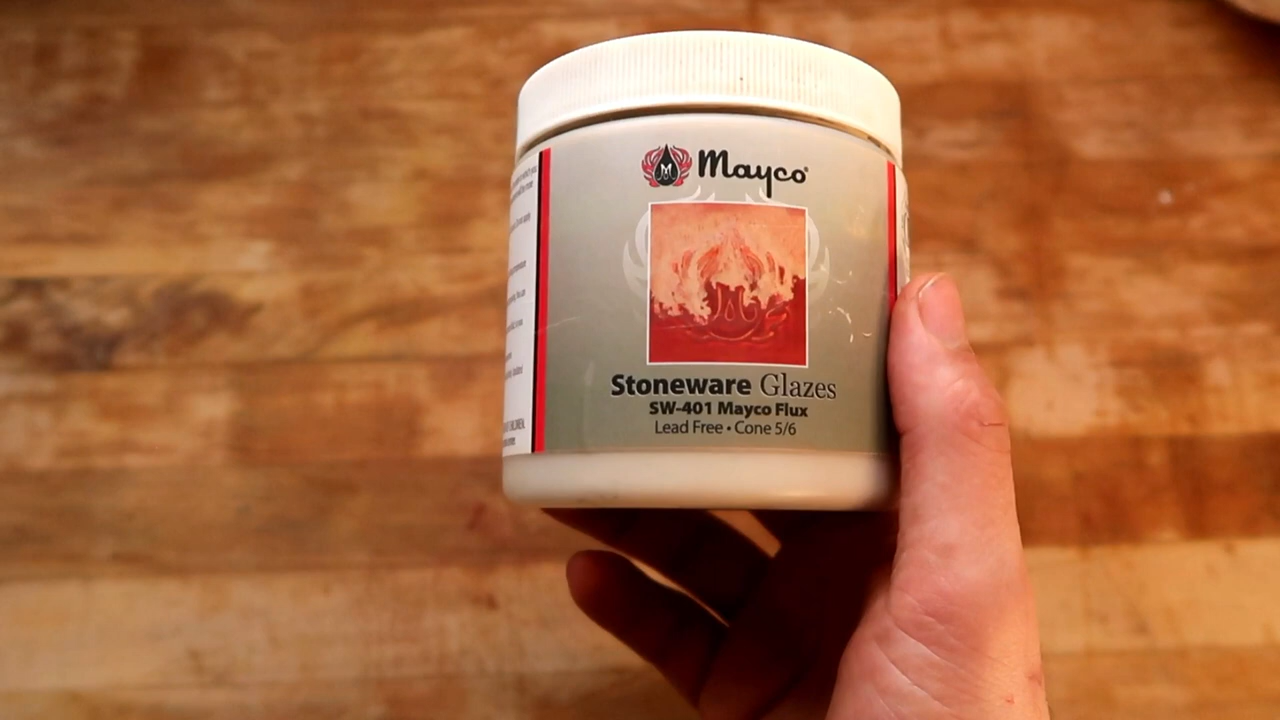 Mayco
Stoneware Glazes
SW-401 Mayco Flux
Lead Free • Cone 5/6